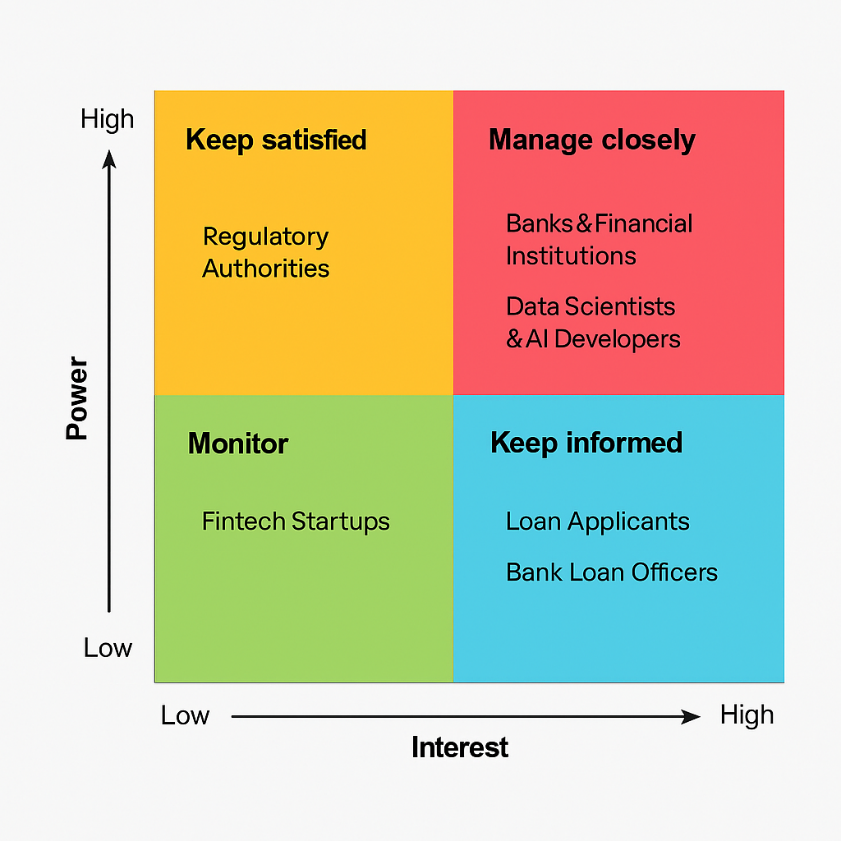 High
Keep satisfied
Manage closely
Regulatory
Authorities
Banks & Financial
Institutions
Data Scientists
& AI Developers
Power
Monitor
Keep informed
Fintech Startups
Loan Applicants
Bank Loan Officers
Low
Low
High
Interest